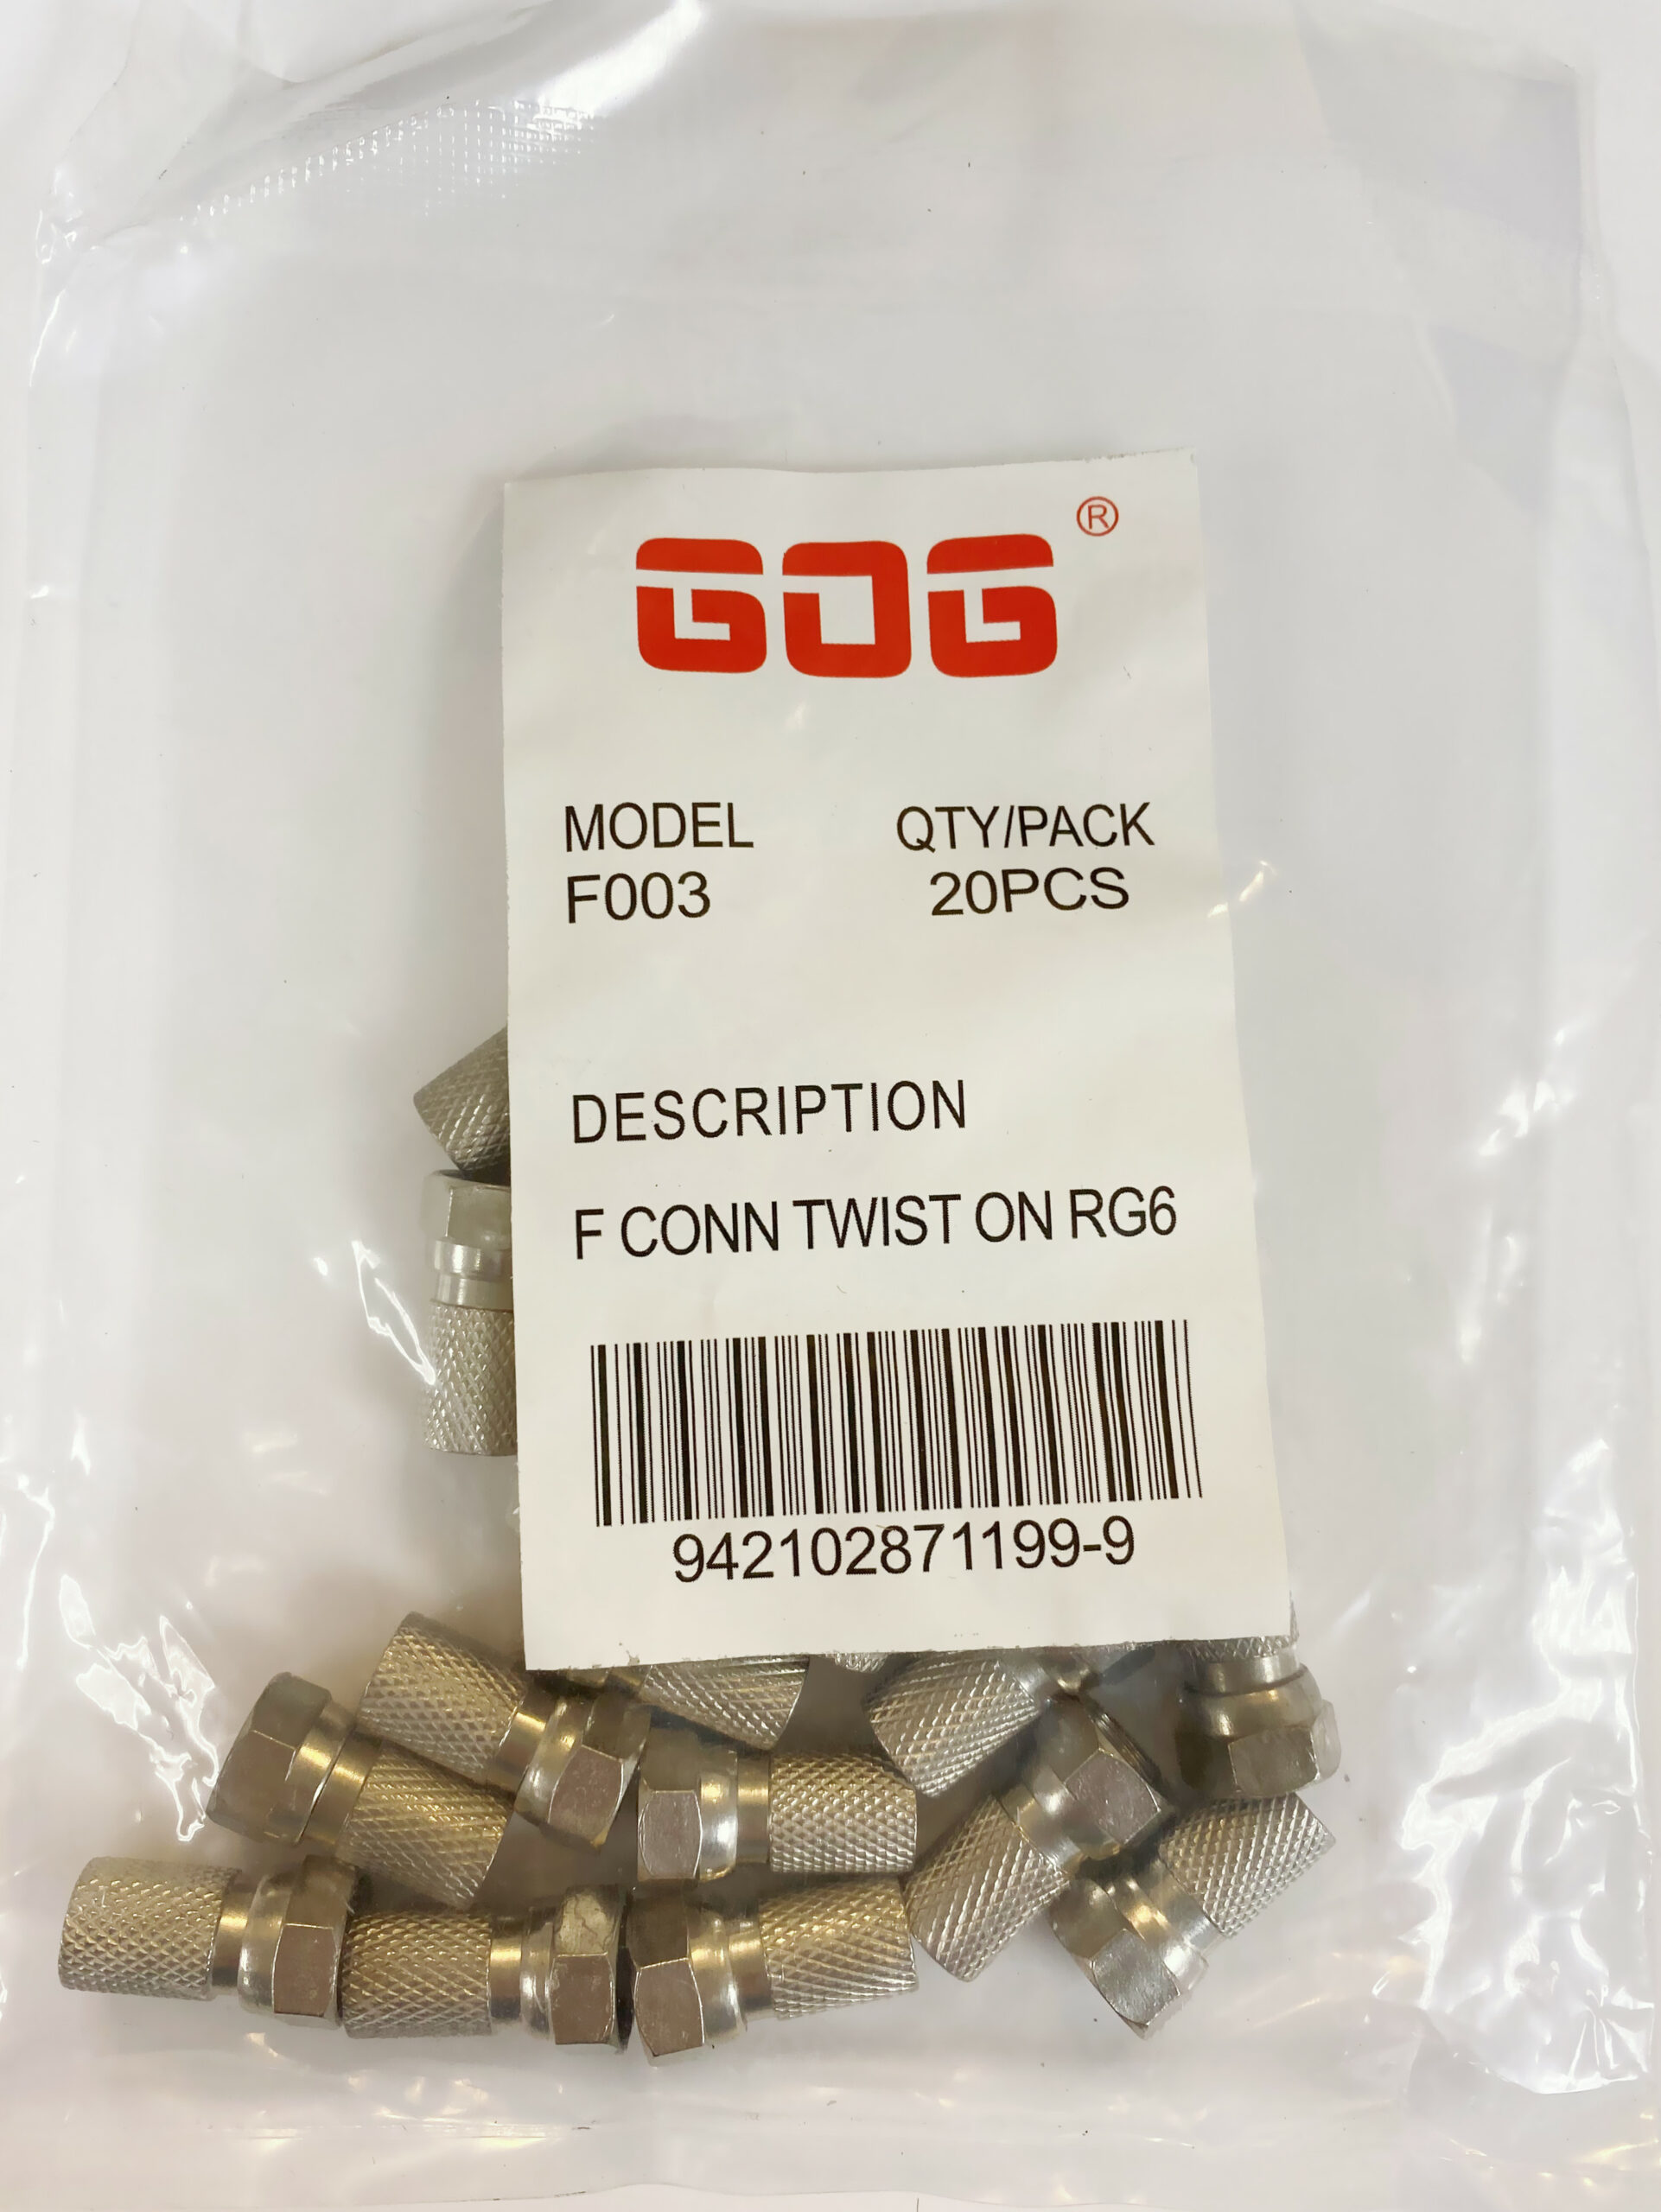 GOG®
MODEL QTY/PACK
F003 20PCS
DESCRIPTION
F CONN TWIST ON RG6
942102871199-9